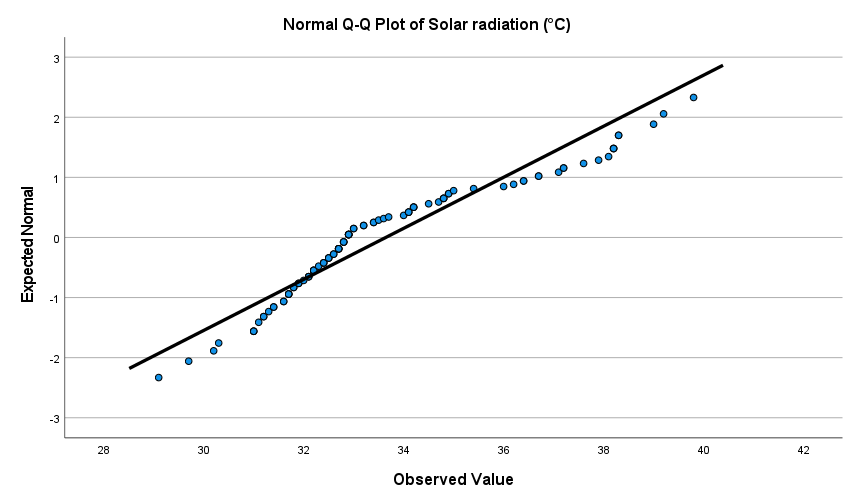 Normal Q-Q Plot of Solar radiation (°C)
3
2
1
0
-1
-2
-3
Expected Normal
28 30 32 34 36 38 40 42
Observed Value